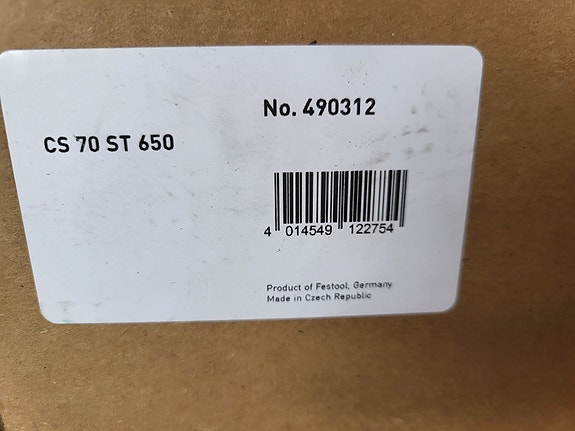 No. 490312
CS 70 ST 650
4 014549 122754
Product of Festool, Germany
Made in Czech Republic